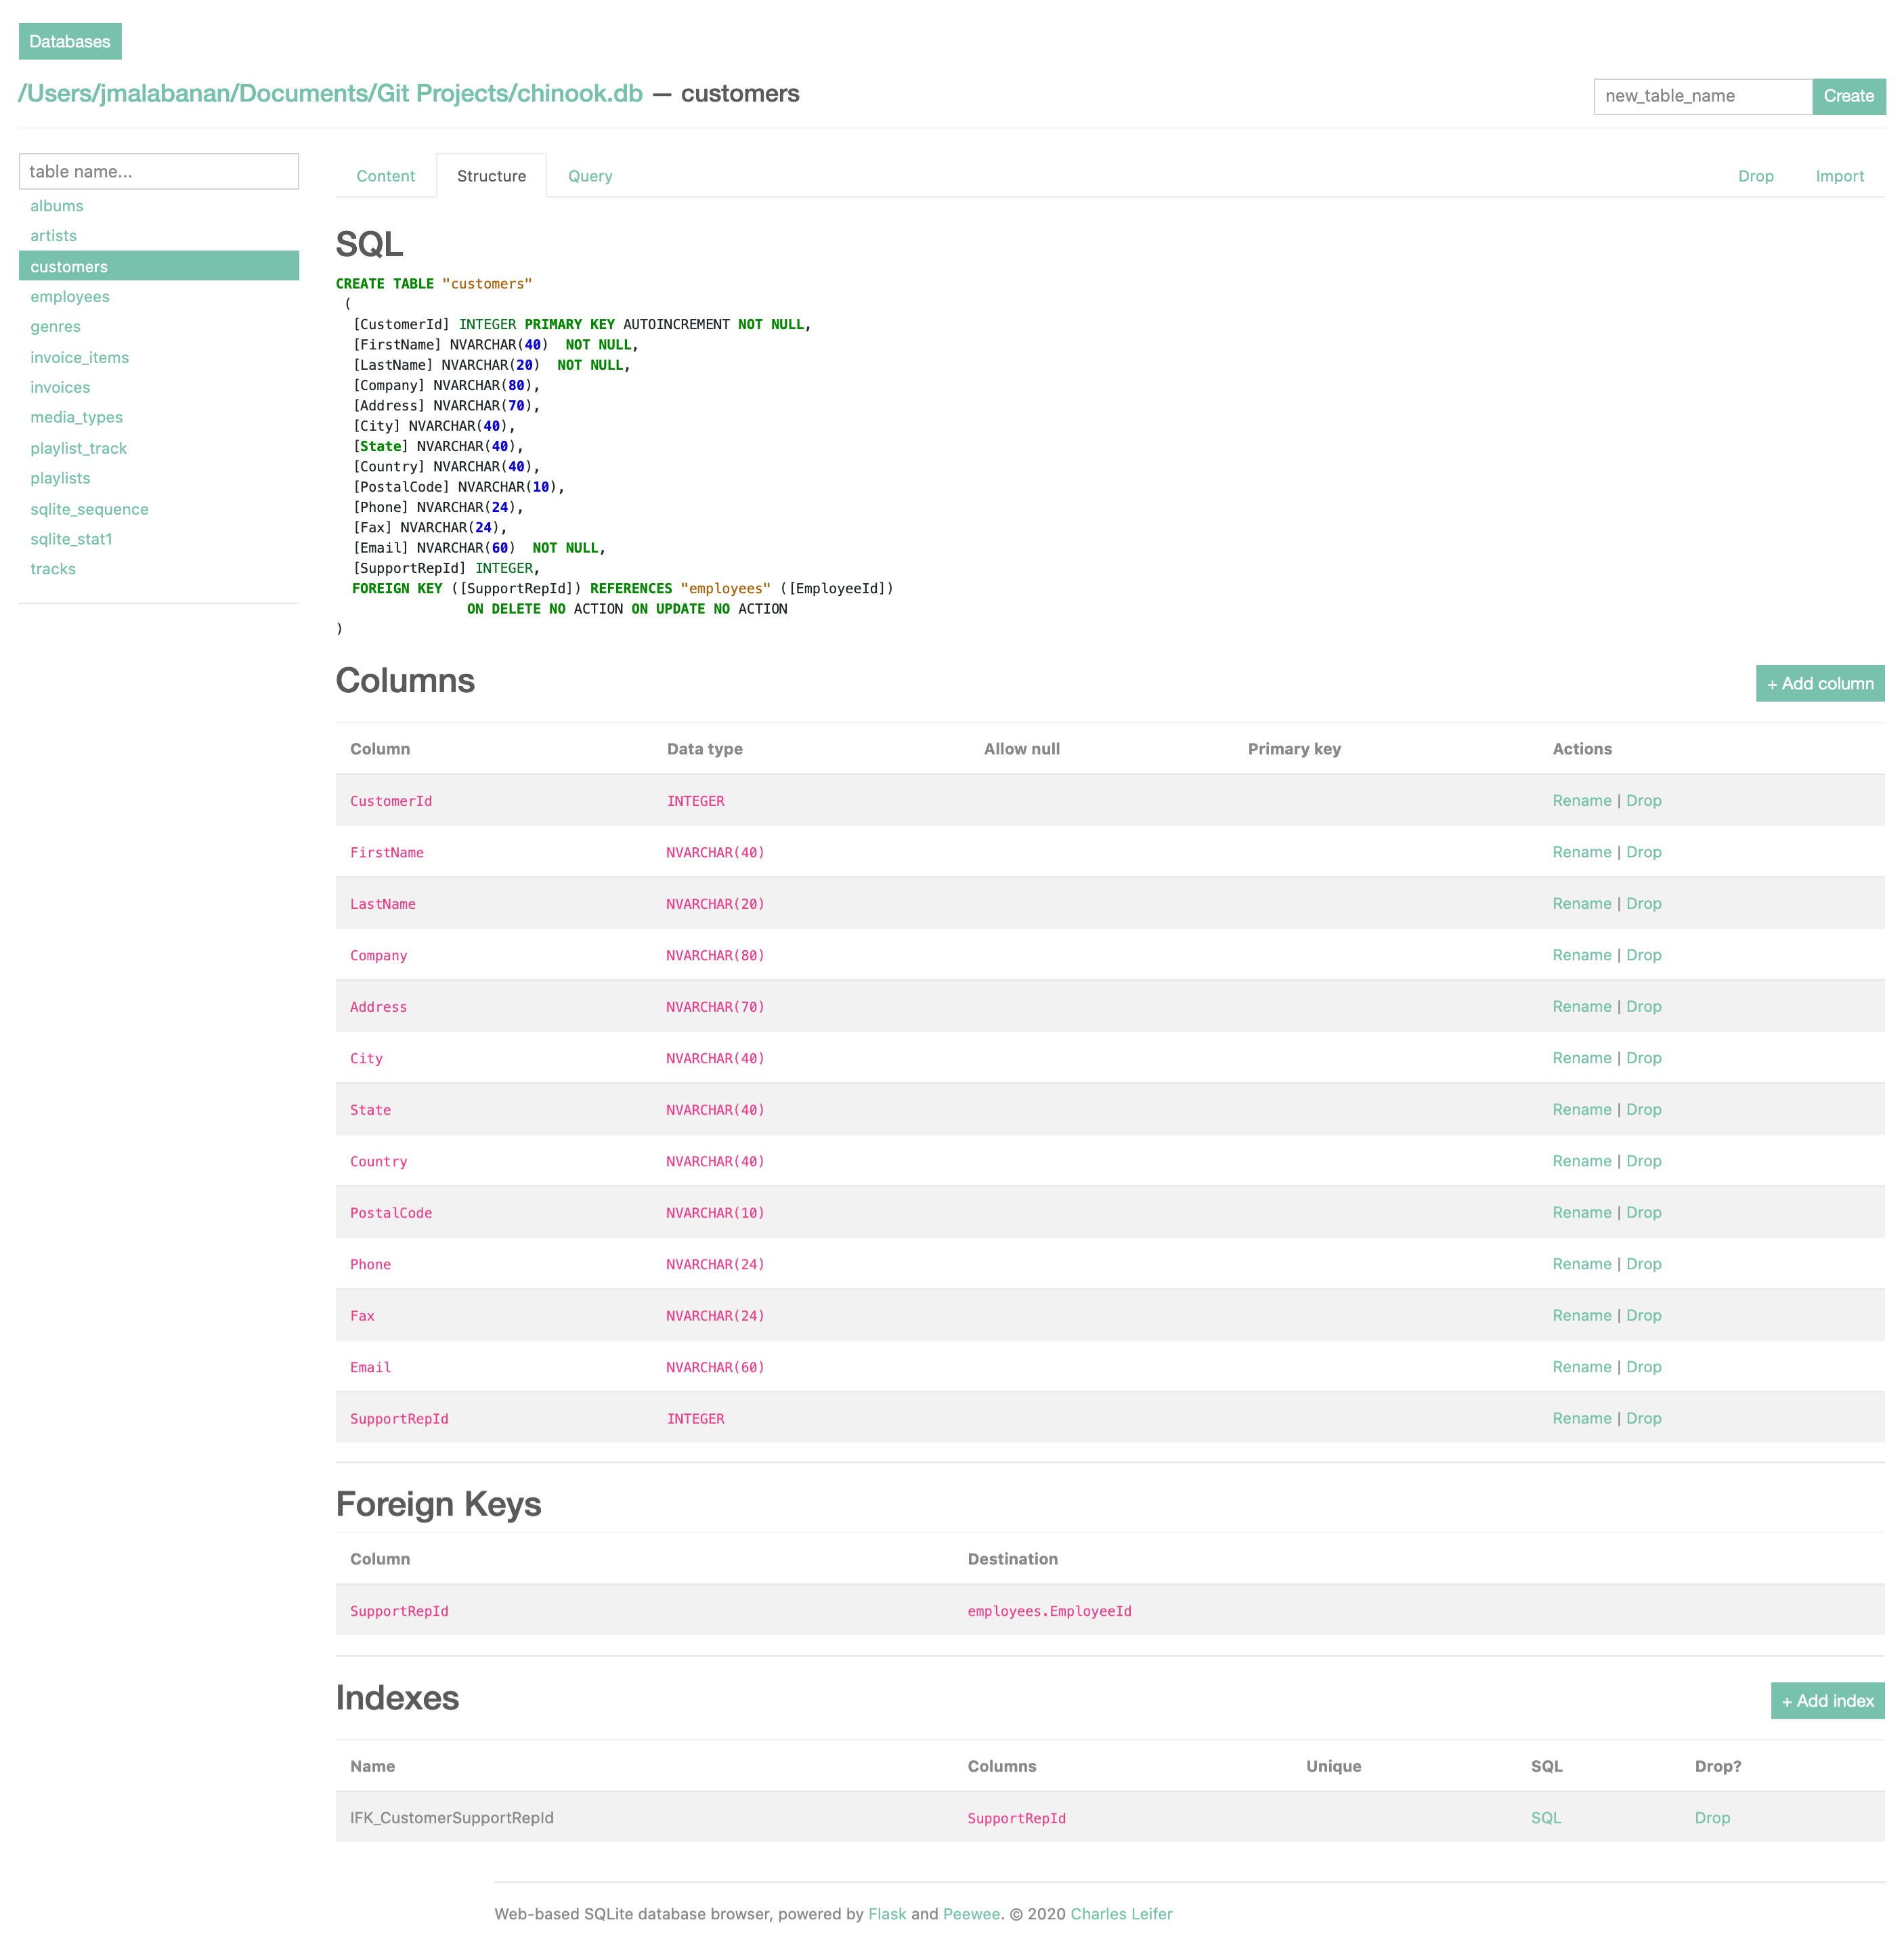 Databases
/Users/jmalabanan/Documents/Git Projects/chinook.db — customers
new_table_name Create
table name...
albums
artists
customers
employees
genres
invoice_items
invoices
media_types
playlist_track
playlists
sqlite_sequence
sqlite_stat1
tracks
Content Structure Query Drop Import
SQL
CREATE TABLE "customers"
(
[CustomerId] INTEGER PRIMARY KEY AUTOINCREMENT NOT NULL,
[FirstName] NVARCHAR(40)  NOT NULL,
[LastName] NVARCHAR(20)  NOT NULL,
[Company] NVARCHAR(80),
[Address] NVARCHAR(70),
[City] NVARCHAR(40),
[State] NVARCHAR(40),
[Country] NVARCHAR(40),
[PostalCode] NVARCHAR(10),
[Phone] NVARCHAR(24),
[Fax] NVARCHAR(24),
[Email] NVARCHAR(60)  NOT NULL,
[SupportRepId] INTEGER,
FOREIGN KEY ([SupportRepId]) REFERENCES "employees" ([EmployeeId])
ON DELETE NO ACTION ON UPDATE NO ACTION
)
Columns + Add column
Column Data type Allow null Primary key Actions
CustomerId INTEGER Rename | Drop
FirstName NVARCHAR(40) Rename | Drop
LastName NVARCHAR(20) Rename | Drop
Company NVARCHAR(80) Rename | Drop
Address NVARCHAR(70) Rename | Drop
City NVARCHAR(40) Rename | Drop
State NVARCHAR(40) Rename | Drop
Country NVARCHAR(40) Rename | Drop
PostalCode NVARCHAR(10) Rename | Drop
Phone NVARCHAR(24) Rename | Drop
Fax NVARCHAR(24) Rename | Drop
Email NVARCHAR(60) Rename | Drop
SupportRepId INTEGER Rename | Drop
Foreign Keys
Column Destination
SupportRepId employees.EmployeeId
Indexes + Add index
Name Columns Unique SQL Drop?
IFK_CustomerSupportRepId SupportRepId SQL Drop
Web-based SQLite database browser, powered by Flask and Peewee. © 2020 Charles Leifer